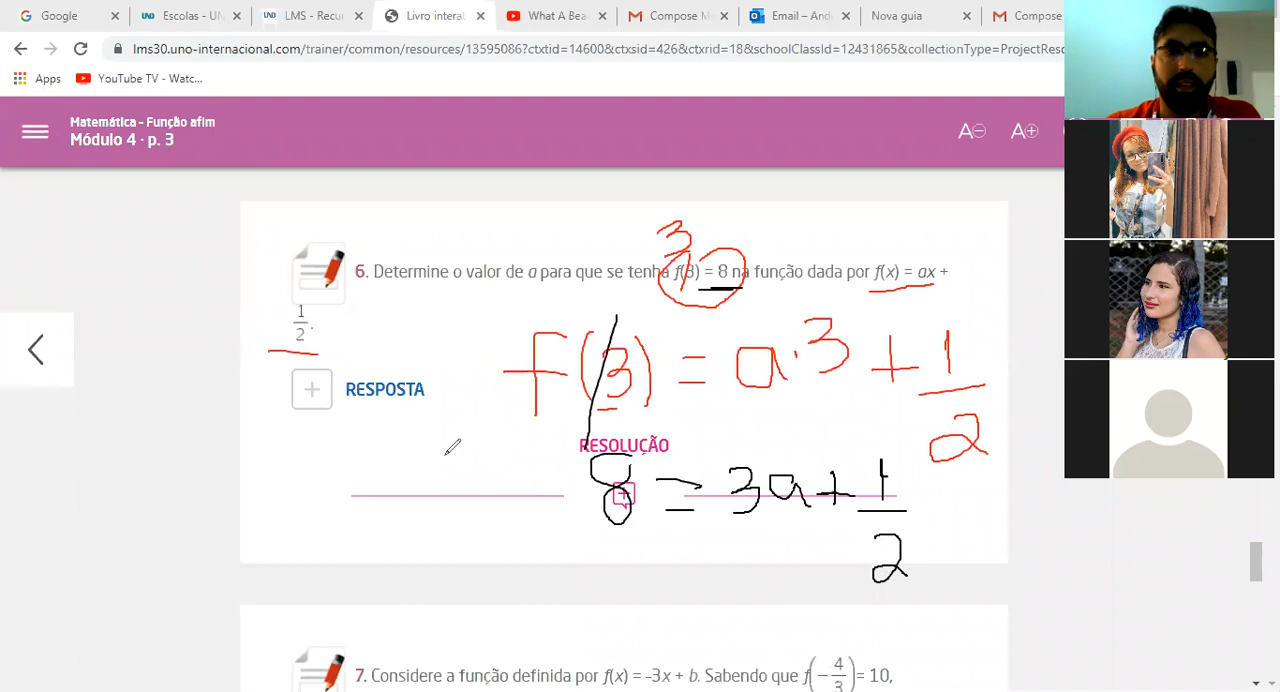 Google
Escolas - UN
LMS - Recur
Livro interat
What A Bea
Compose M
Email – And
Nova guia
Compose
lms30.uno-internacional.com/trainer/common/resources/13595086?ctxtid=14600&ctxsid=426&ctxrid=18&schoolClassId=12431865&collectionType=ProjectReso
Apps
YouTube TV - Watc...
Matemática - Função afim
Módulo 4 · p. 3
A- A+
3
6. Determine o valor de a para que se tenha f(3) = 8 na função dada por f(x) = ax +
1/2.
f(3) = a.3 + 1/2
RESPOSTA
RESOLUÇÃO
8 = 3a + 1/2
7. Considere a função definida por f(x) = -3x + b. Sabendo que f(-4/3) = 10,